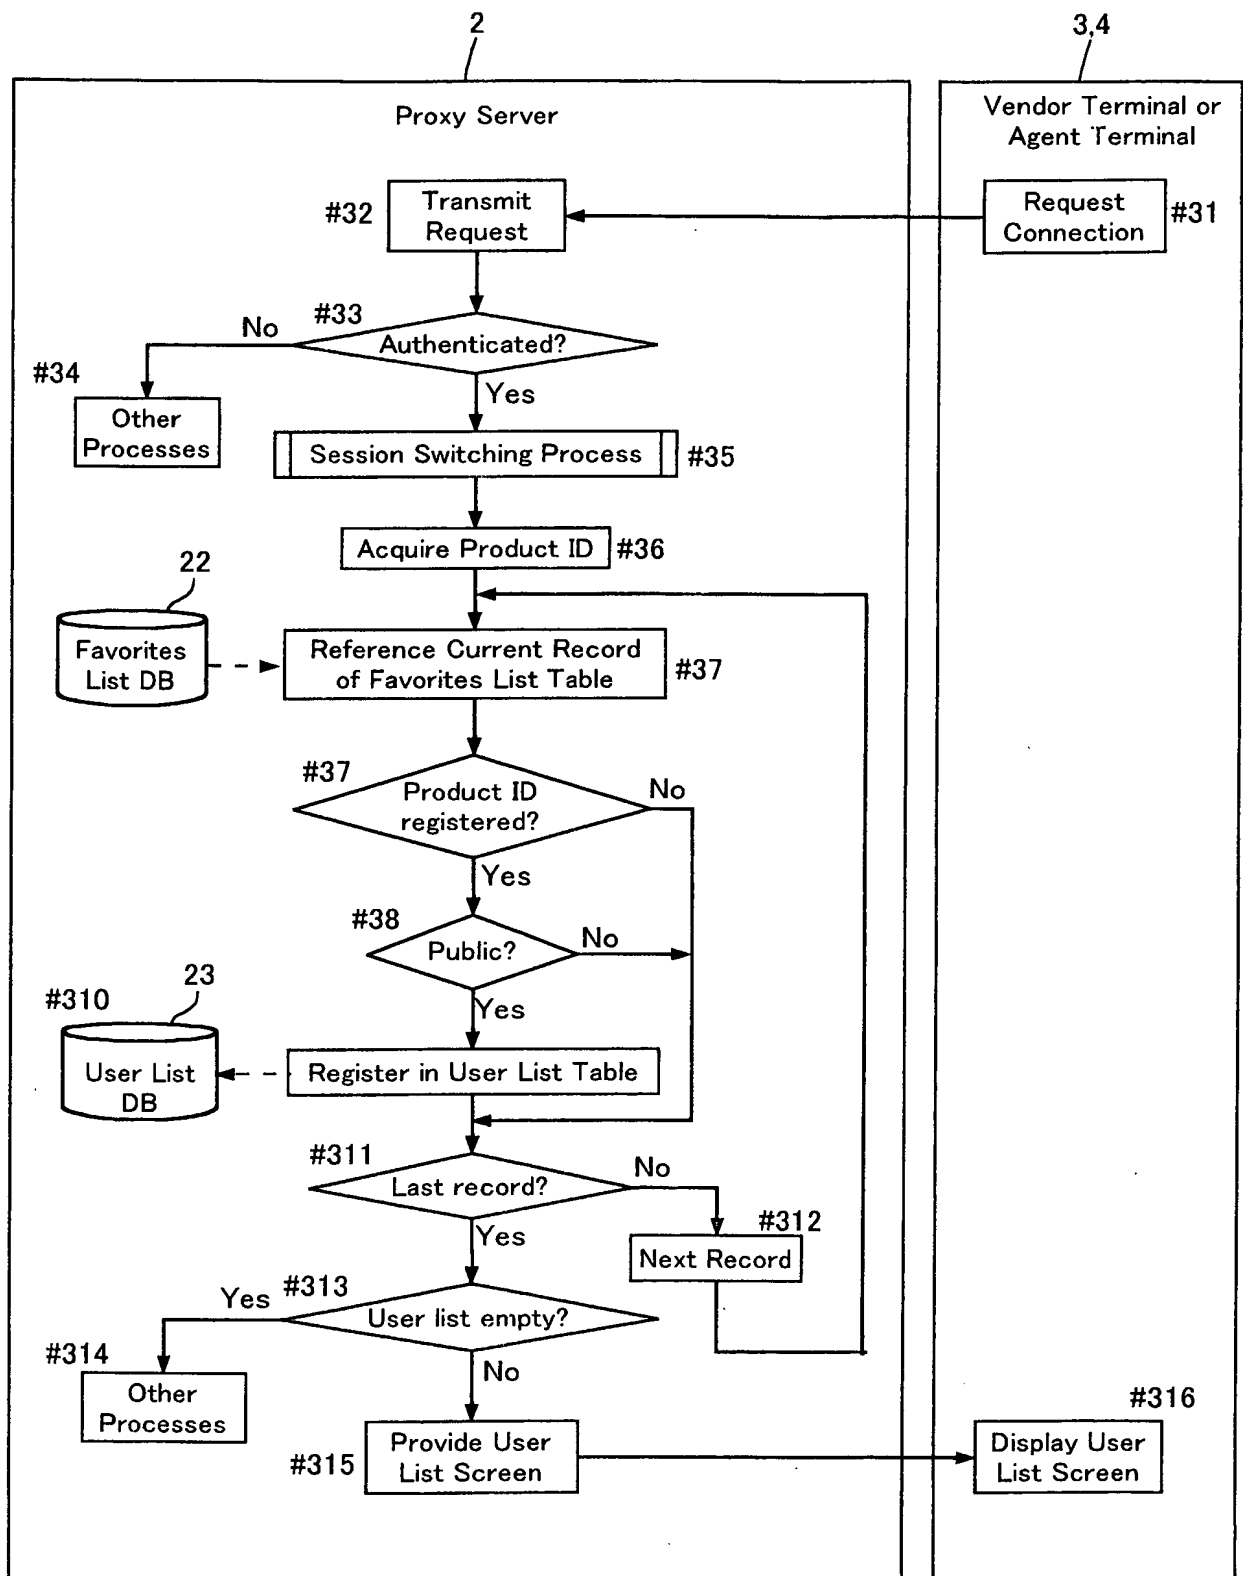 2
3,4
Proxy Server
Vendor Terminal or
Agent Terminal
#32
Transmit
Request
Request
Connection
#31
#33
No
Authenticated?
#34
Yes
Other
Processes
Session Switching Process
#35
Acquire Product ID
#36
22
Favorites
List DB
Reference Current Record
of Favorites List Table
#37
#37
Product ID
registered?
No
Yes
#38
Public?
No
Yes
#310
23
User List
DB
Register in User List Table
#311
Last record?
No
Yes
#312
Next Record
#313
Yes
User list empty?
#314
No
Other
Processes
#315
Provide User
List Screen
#316
Display User
List Screen